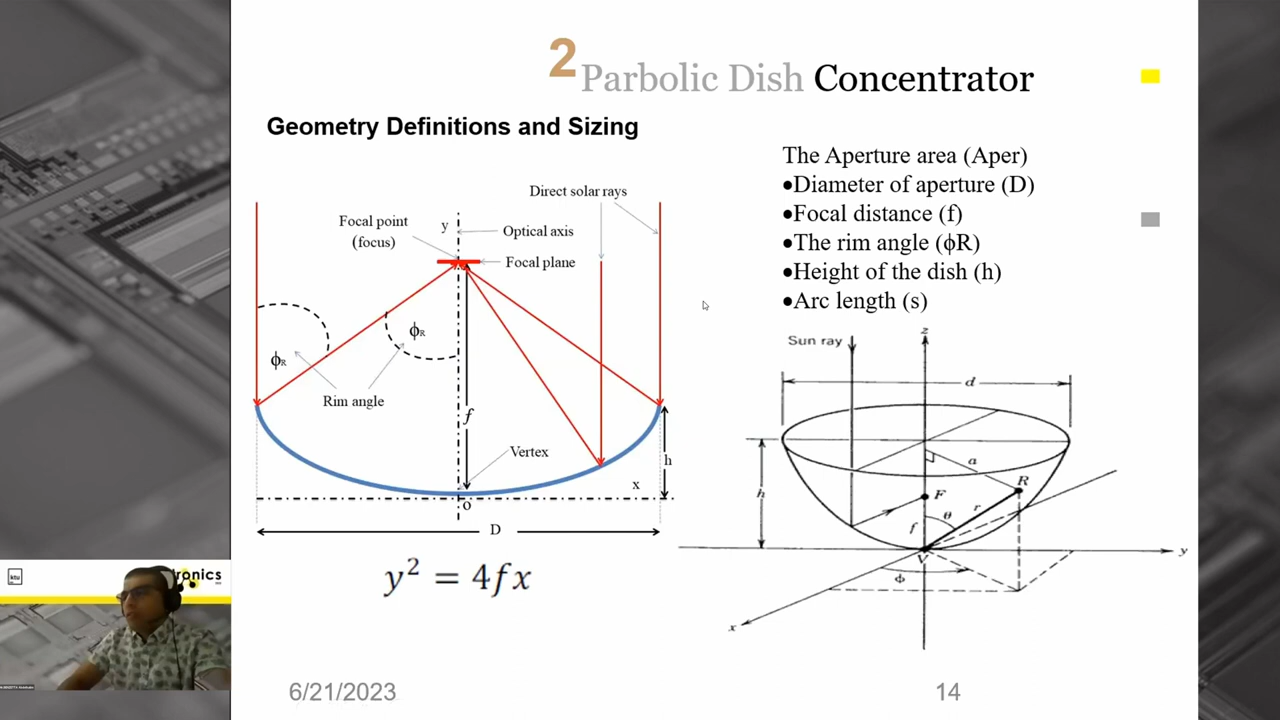 2 Parbolic Dish Concentrator
Geometry Definitions and Sizing
The Aperture area (Aper)
•Diameter of aperture (D)
•Focal distance (f)
•The rim angle (ϕR)
•Height of the dish (h)
•Arc length (s)
Direct solar rays
Focal point
(focus)
y
Optical axis
Focal plane
ϕR
ϕR
Rim angle
f
Vertex
h
x
o
D
y² = 4fx
Sun ray
z
d
a
h
F
R
r
θ
f
V
y
ϕ
x
ktu
ronics
6/21/2023
14